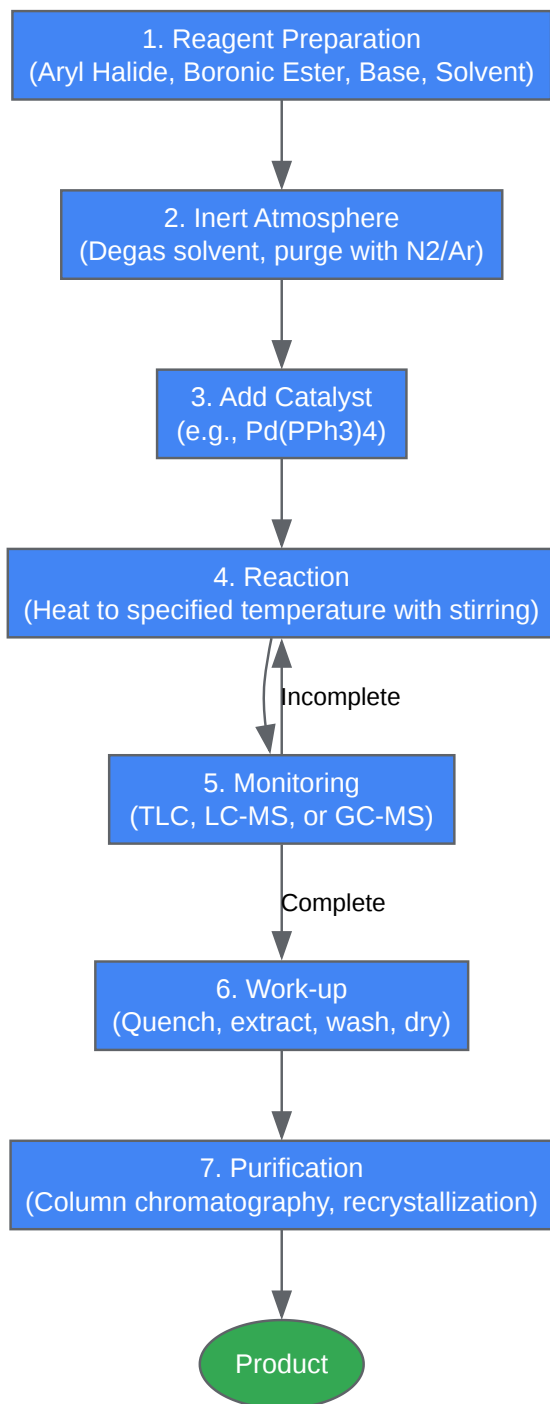 1. Reagent Preparation
(Aryl Halide, Boronic Ester, Base, Solvent)
2. Inert Atmosphere
(Degas solvent, purge with N2/Ar)
3. Add Catalyst
(e.g., Pd(PPh3)4)
4. Reaction
(Heat to specified temperature with stirring)
Incomplete
5. Monitoring
(TLC, LC-MS, or GC-MS)
Complete
6. Work-up
(Quench, extract, wash, dry)
7. Purification
(Column chromatography, recrystallization)
Product